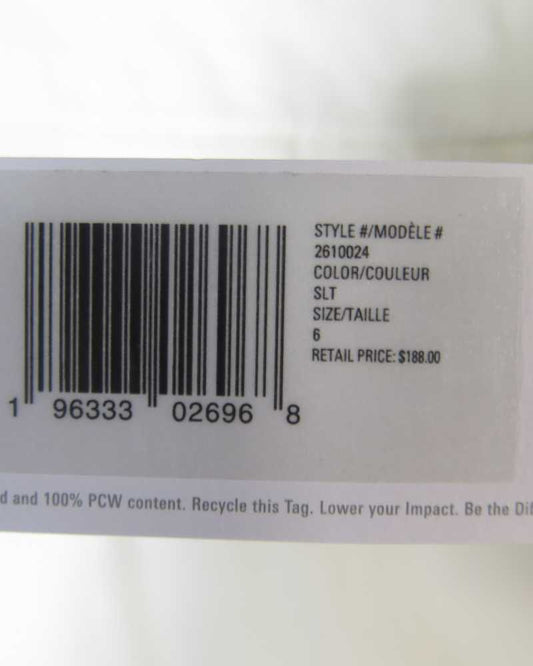 STYLE #/MODÈLE #
2610024
COLOR/COULEUR
SLT
SIZE/TAILLE
6
RETAIL PRICE: $188.00
1 96333 02696 8
d and 100% PCW content. Recycle this Tag. Lower your Impact. Be the